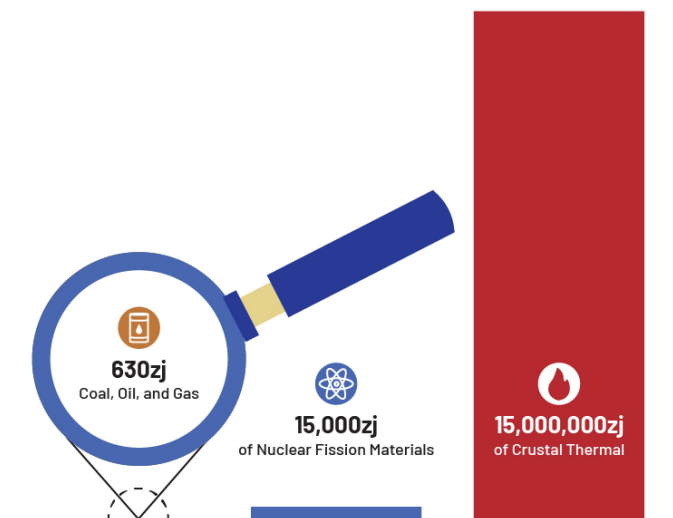 630zj
Coal, Oil, and Gas
15,000zj
of Nuclear Fission Materials
15,000,000zj
of Crustal Thermal